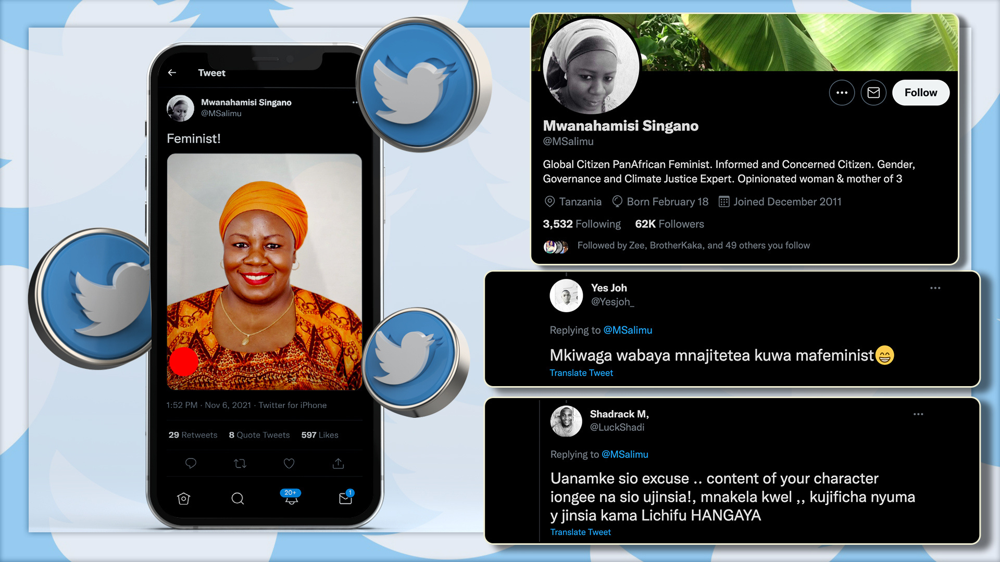 Tweet
Mwanahamisi Singano
@MSalimu
Feminist!
1:52 PM · Nov 6, 2021 · Twitter for iPhone
29 Retweets 8 Quote Tweets 597 Likes
20+
1
Follow
Mwanahamisi Singano
@MSalimu
Global Citizen PanAfrican Feminist. Informed and Concerned Citizen. Gender,
Governance and Climate Justice Expert. Opinionated woman & mother of 3
Tanzania Born February 18 Joined December 2011
3,532 Following 62K Followers
Followed by Zee, BrotherKaka, and 49 others you follow
Yes Joh
@Yesjoh_
Replying to @MSalimu
Mkiwaga wabaya mnajitetea kuwa mafeminist😁
Translate Tweet
Shadrack M,
@LuckShadi
Replying to @MSalimu
Uanamke sio excuse .. content of your character
iongee na sio ujinsia!, mnakela kwel ,, kujificha nyuma
y jinsia kama Lichifu HANGAYA
Translate Tweet